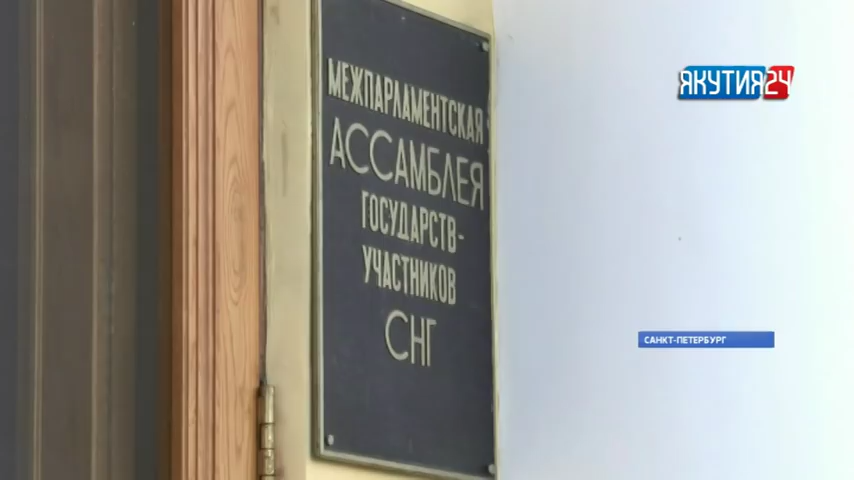 МЕЖПАРЛАМЕНТСКАЯ
АССАМБЛЕЯ
ГОСУДАРСТВ-
УЧАСТНИКОВ
СНГ
ЯКУТИЯ24
САНКТ-ПЕТЕРБУРГ